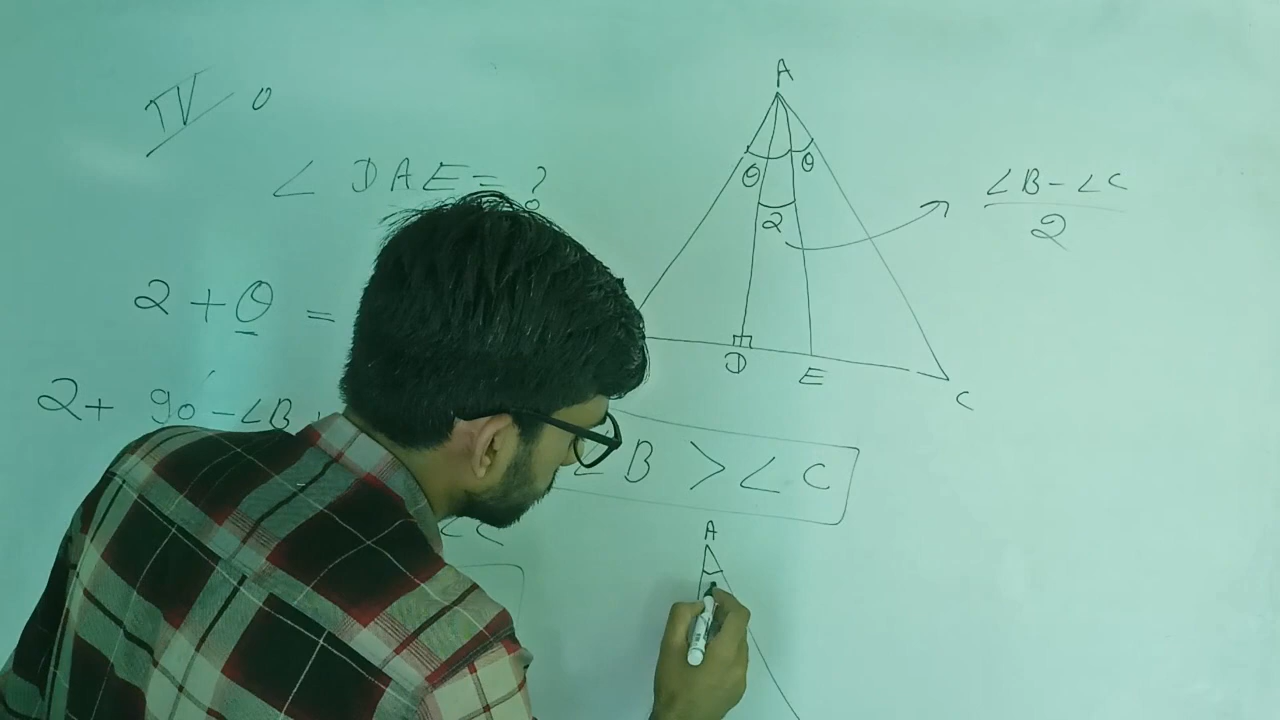 IV 0
∠DAE = ?
2 + θ =
2 + 90° - ∠B
A
θ θ
2
D
E
C
∠B - ∠C
2
∠B > ∠C
∠C
A